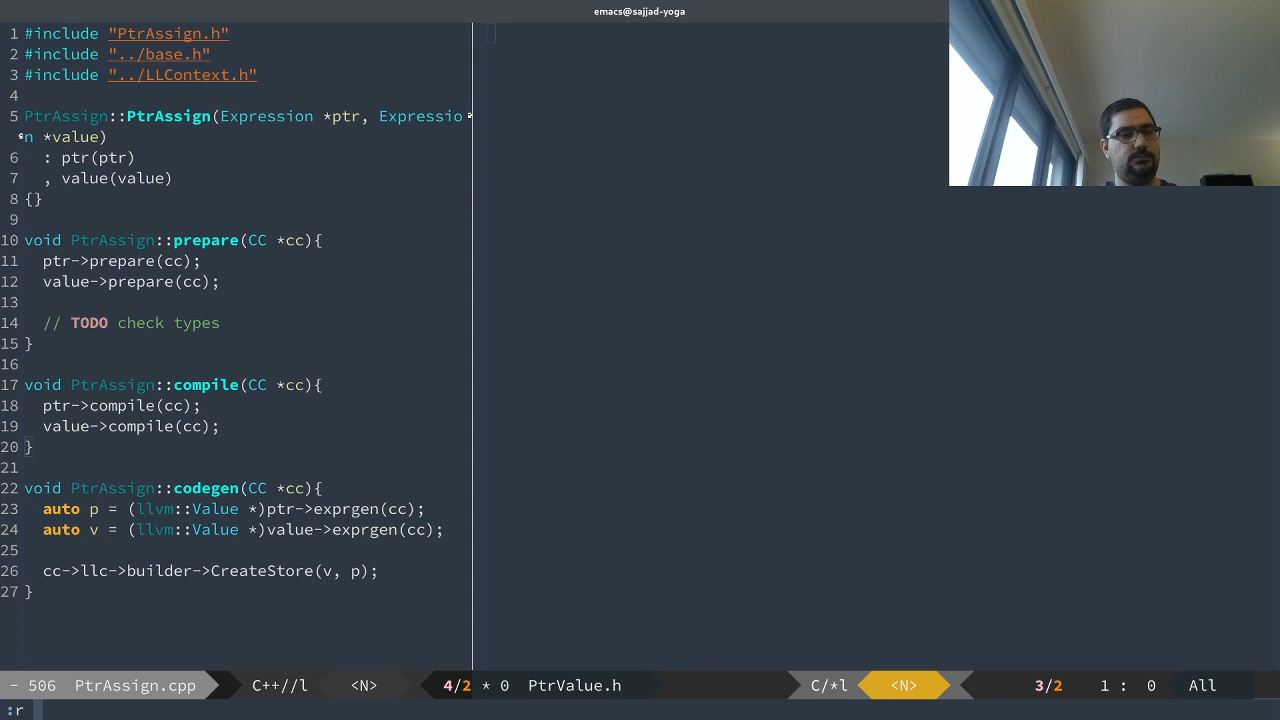 emacs@sajjad-yoga
1 #include "PtrAssign.h"
2 #include "../base.h"
3 #include "../LLContext.h"
4
5 PtrAssign::PtrAssign(Expression *ptr, Expressio
n *value)
6 : ptr(ptr)
7 , value(value)
8 {}
9
10 void PtrAssign::prepare(CC *cc){
11 ptr->prepare(cc);
12 value->prepare(cc);
13
14 // TODO check types
15 }
16
17 void PtrAssign::compile(CC *cc){
18 ptr->compile(cc);
19 value->compile(cc);
20 }
21
22 void PtrAssign::codegen(CC *cc){
23 auto p = (llvm::Value *)ptr->exprgen(cc);
24 auto v = (llvm::Value *)value->exprgen(cc);
25
26 cc->llc->builder->CreateStore(v, p);
27 }
- 506 PtrAssign.cpp C++//l <N> 4/2 * 0 PtrValue.h C/*l <N> 3/2 1 : 0 All
:r